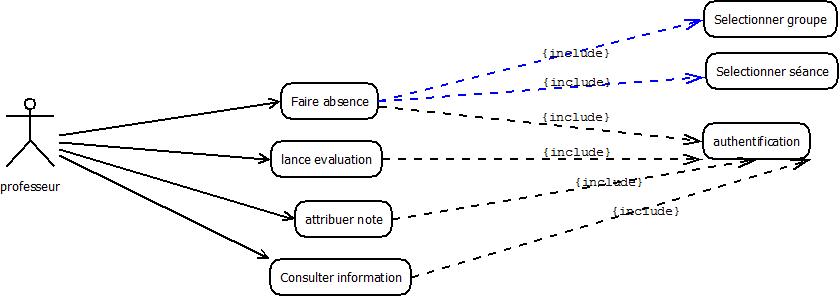 Selectionner groupe
{include}
Selectionner séance
{include}
Faire absence
{include}
authentification
{include}
lance evaluation
professeur
{include}
attribuer note
{include}
Consulter information